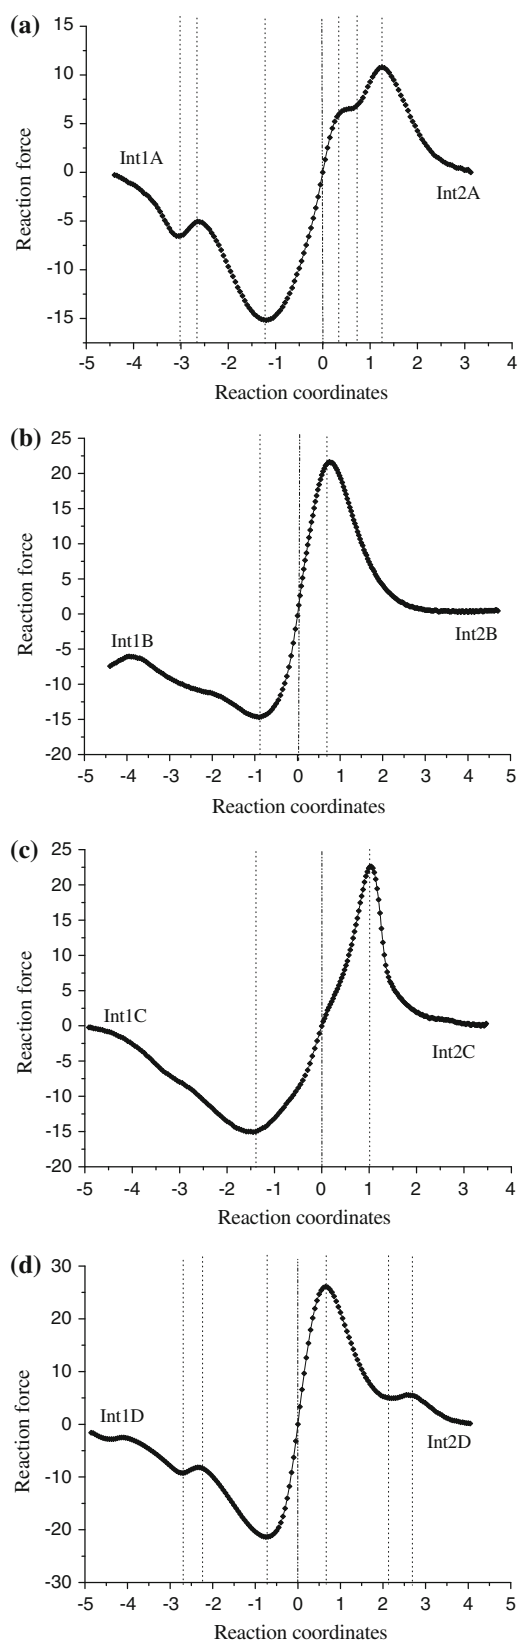 (a)
15
10
5
0
-5
-10
-15
Reaction force
Int1A
Int2A
-5 -4 -3 -2 -1 0 1 2 3 4
Reaction coordinates
(b)
25
20
15
10
5
0
-5
-10
-15
-20
Reaction force
Int1B
Int2B
-5 -4 -3 -2 -1 0 1 2 3 4 5
Reaction coordinates
(c)
25
20
15
10
5
0
-5
-10
-15
-20
Reaction force
Int1C
Int2C
-5 -4 -3 -2 -1 0 1 2 3 4
Reaction coordinates
(d)
30
20
10
0
-10
-20
-30
Reaction force
Int1D
Int2D
-5 -4 -3 -2 -1 0 1 2 3 4 5
Reaction coordinates